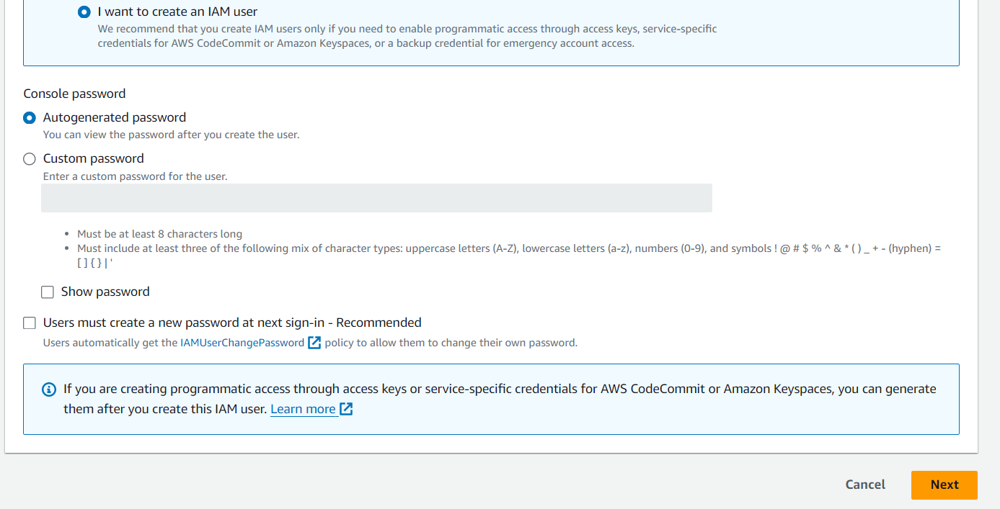 I want to create an IAM user
We recommend that you create IAM users only if you need to enable programmatic access through access keys, service-specific
credentials for AWS CodeCommit or Amazon Keyspaces, or a backup credential for emergency account access.
Console password
Autogenerated password
You can view the password after you create the user.
Custom password
Enter a custom password for the user.
• Must be at least 8 characters long
• Must include at least three of the following mix of character types: uppercase letters (A-Z), lowercase letters (a-z), numbers (0-9), and symbols ! @ # $ % ^ & * ( ) _ + - (hyphen) =
[ ] { } | '
Show password
Users must create a new password at next sign-in - Recommended
Users automatically get the IAMUserChangePassword policy to allow them to change their own password.
If you are creating programmatic access through access keys or service-specific credentials for AWS CodeCommit or Amazon Keyspaces, you can generate
them after you create this IAM user. Learn more
Cancel
Next